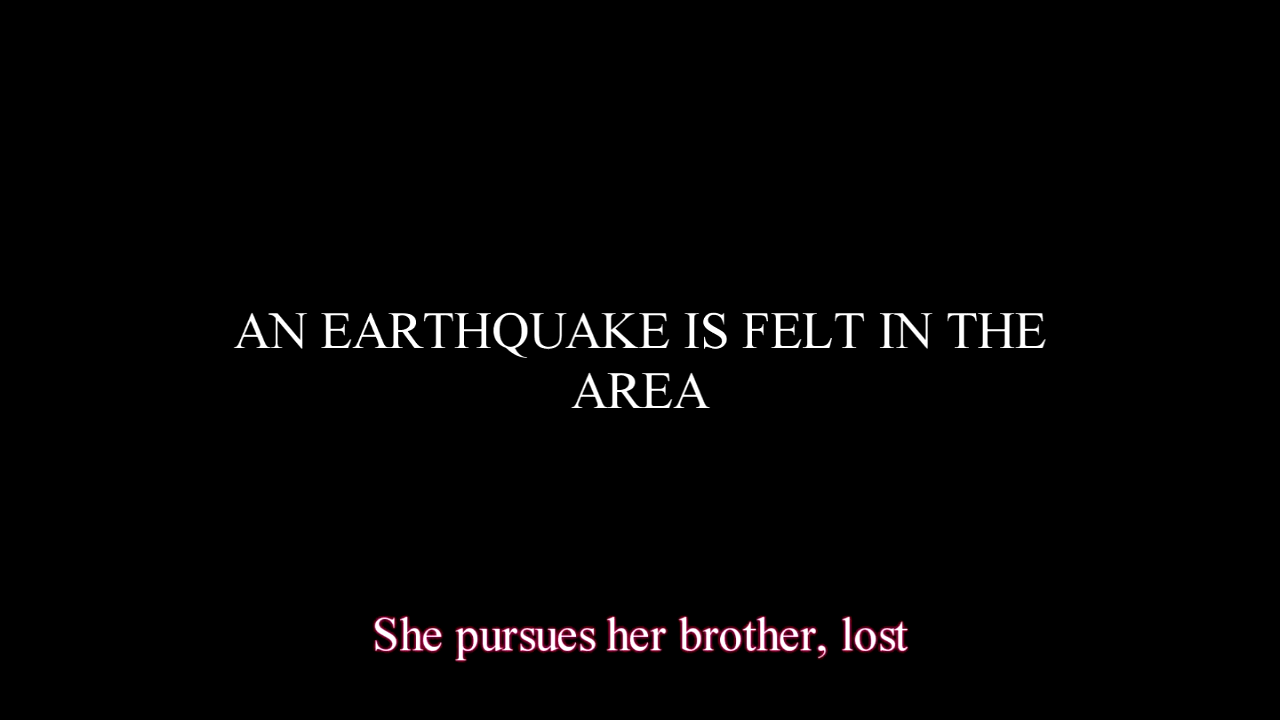 AN EARTHQUAKE IS FELT IN THE
AREA
She pursues her brother, lost